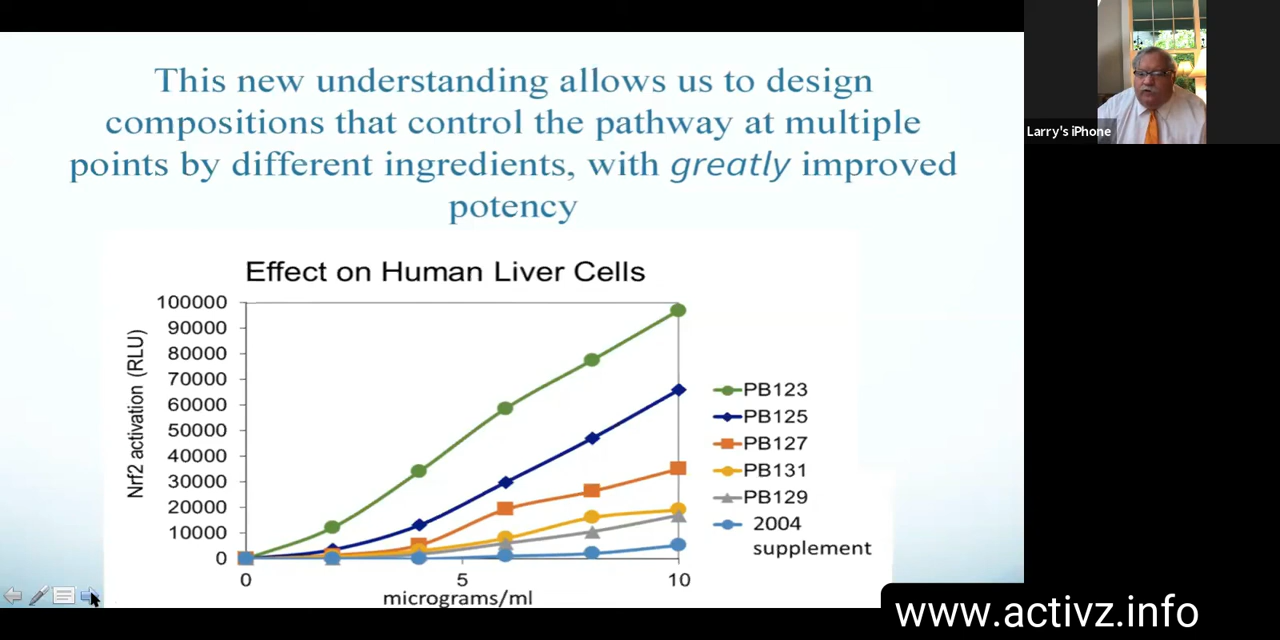 This new understanding allows us to design
compositions that control the pathway at multiple
points by different ingredients, with greatly improved
potency
Larry's iPhone
Effect on Human Liver Cells
Nrf2 activation (RLU)
100000
90000
80000
70000
60000
50000
40000
30000
20000
10000
0
0 5 10
micrograms/ml
PB123
PB125
PB127
PB131
PB129
2004
supplement
www.activz.info